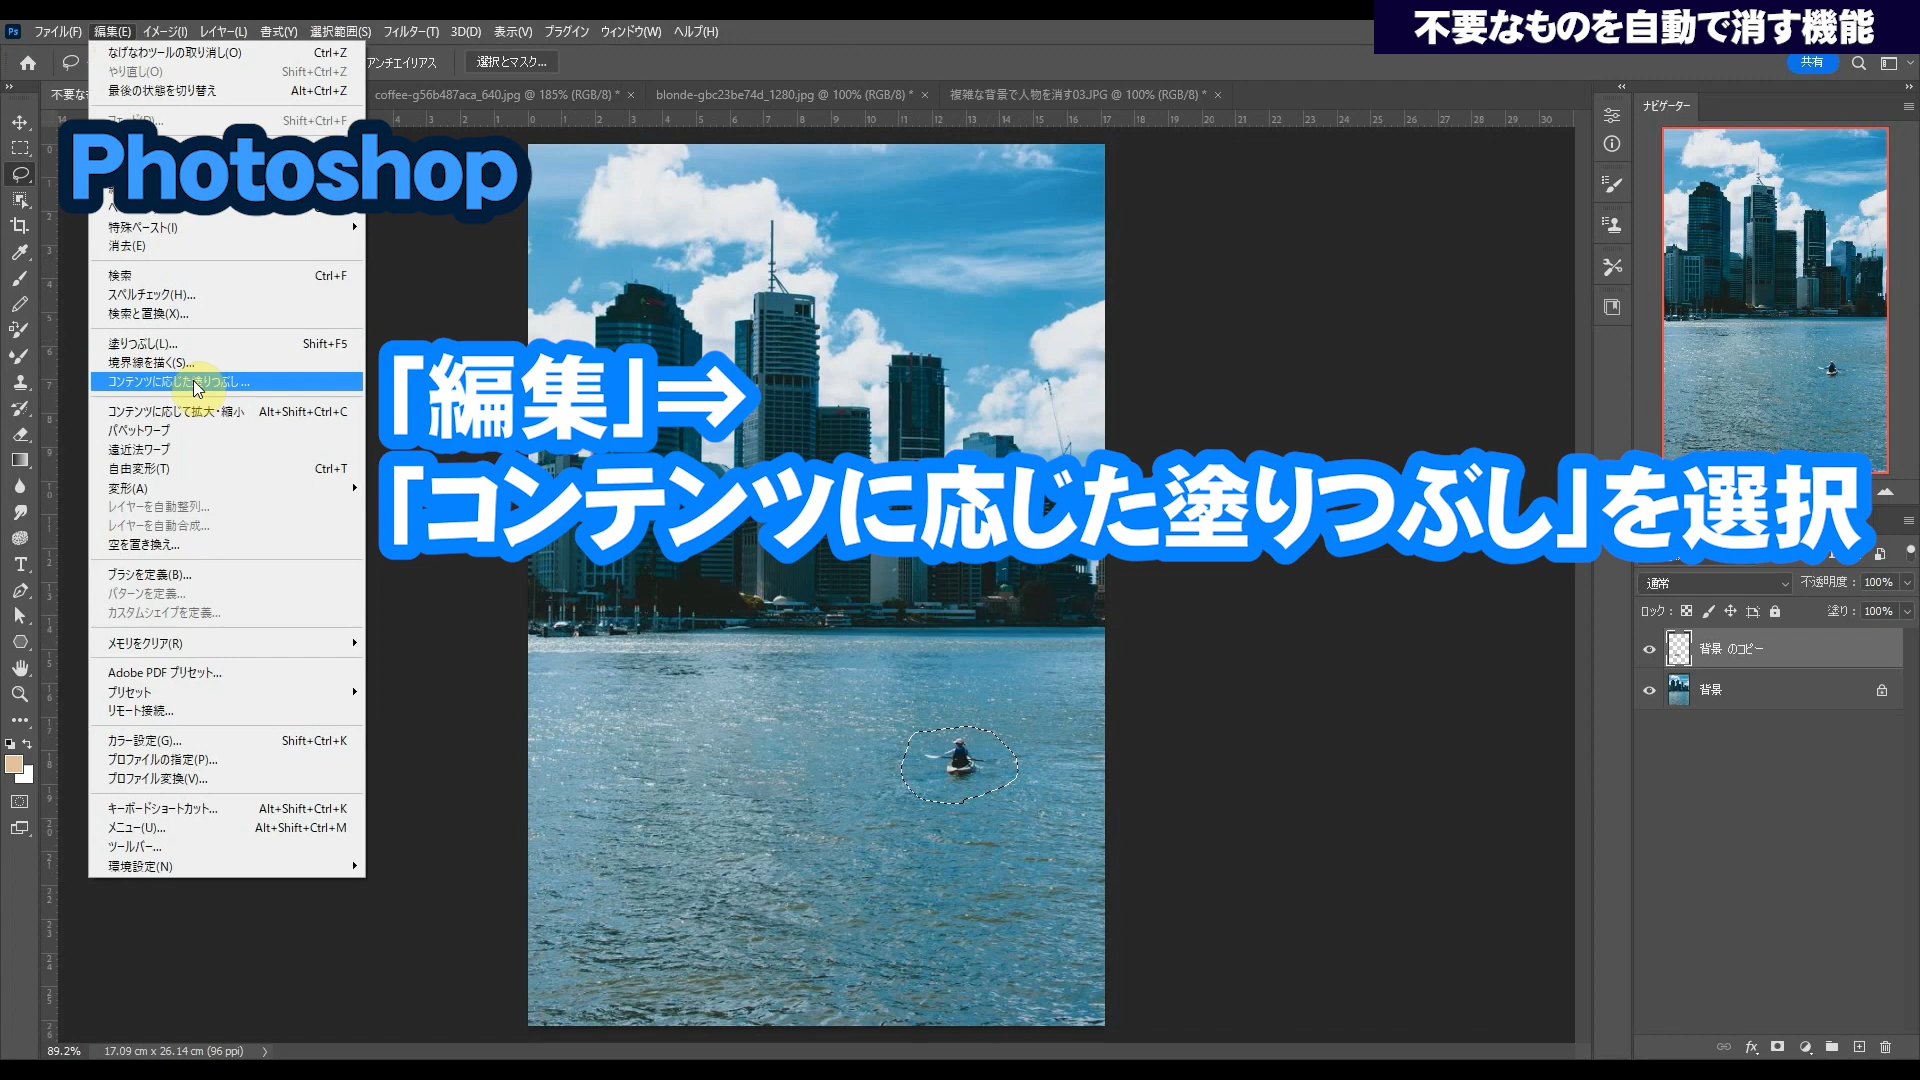 不要なものを自動で消す機能
Ps ファイル(F) 編集(E) イメージ(I) レイヤー(L) 書式(Y) 選択範囲(S) フィルター(T) 3D(D) 表示(V) プラグイン ウィンドウ(W) ヘルプ(H)
アンチエイリアス 選択とマスク... 共有
不要な
coffee-g56b487aca_640.jpg @ 185% (RGB/8) * ×
blonde-gbc23be74d_1280.jpg @ 100% (RGB/8) * ×
複雑な背景で人物を消す03.JPG @ 100% (RGB/8) * ×
なげなわツールの取り消し(O) Ctrl+Z
やり直し(O) Shift+Ctrl+Z
最後の状態を切り替え Alt+Ctrl+Z
フェード(D)... Shift+Ctrl+F
Photoshop
特殊ペースト(I)
消去(E)
検索 Ctrl+F
スペルチェック(H)...
検索と置換(X)...
塗りつぶし(L)... Shift+F5
境界線を描く(S)...
コンテンツに応じた塗りつぶし...
コンテンツに応じて拡大・縮小 Alt+Shift+Ctrl+C
パペットワープ
遠近法ワープ
自由変形(T) Ctrl+T
変形(A)
レイヤーを自動整列...
レイヤーを自動合成...
空を置き換え...
ブラシを定義(B)...
パターンを定義...
カスタムシェイプを定義...
メモリをクリア(R)
Adobe PDF プリセット...
プリセット
リモート接続...
カラー設定(G)... Shift+Ctrl+K
プロファイルの指定(P)...
プロファイル変換(V)...
キーボードショートカット... Alt+Shift+Ctrl+K
メニュー(U)... Alt+Shift+Ctrl+M
ツールバー...
環境設定(N)
「編集」⇒
「コンテンツに応じた塗りつぶし」を選択
ナビゲーター
通常 不透明度 : 100%
ロック : 塗り : 100%
背景 のコピー
背景
89.2% 17.09 cm x 26.14 cm (96 ppi)